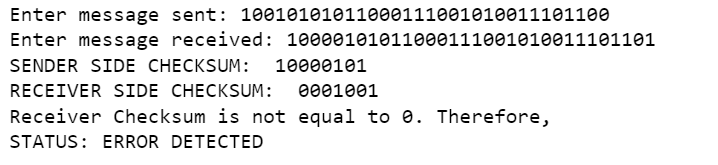 Enter message sent: 10010101011000111001010011101100
Enter message received: 10000101011000111001010011101101
SENDER SIDE CHECKSUM:  10000101
RECEIVER SIDE CHECKSUM:  0001001
Receiver Checksum is not equal to 0. Therefore,
STATUS: ERROR DETECTED